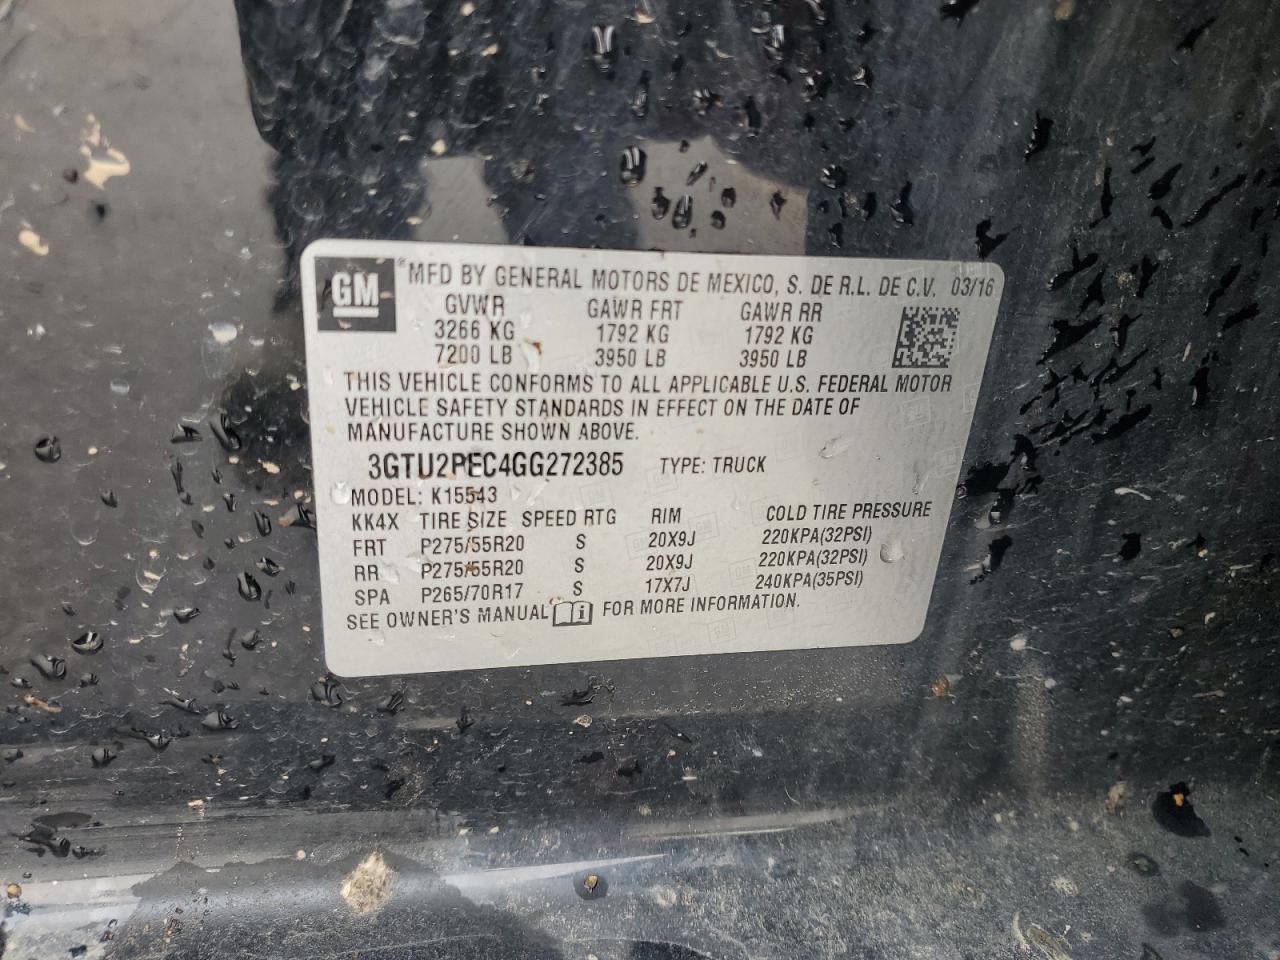 GM ® MFD BY GENERAL MOTORS DE MEXICO, S. DE R.L. DE C.V. 03/16
GVWR GAWR FRT GAWR RR
3266 KG 1792 KG 1792 KG
7200 LB 3950 LB 3950 LB
THIS VEHICLE CONFORMS TO ALL APPLICABLE U.S. FEDERAL MOTOR
VEHICLE SAFETY STANDARDS IN EFFECT ON THE DATE OF
MANUFACTURE SHOWN ABOVE.
3GTU2PEC4GG272385 TYPE: TRUCK
MODEL: K15543
KK4X TIRE SIZE SPEED RTG RIM COLD TIRE PRESSURE
FRT P275/55R20 S 20X9J 220KPA(32PSI)
RR P275/55R20 S 20X9J 220KPA(32PSI)
SPA P265/70R17 S 17X7J 240KPA(35PSI)
SEE OWNER'S MANUAL i FOR MORE INFORMATION.